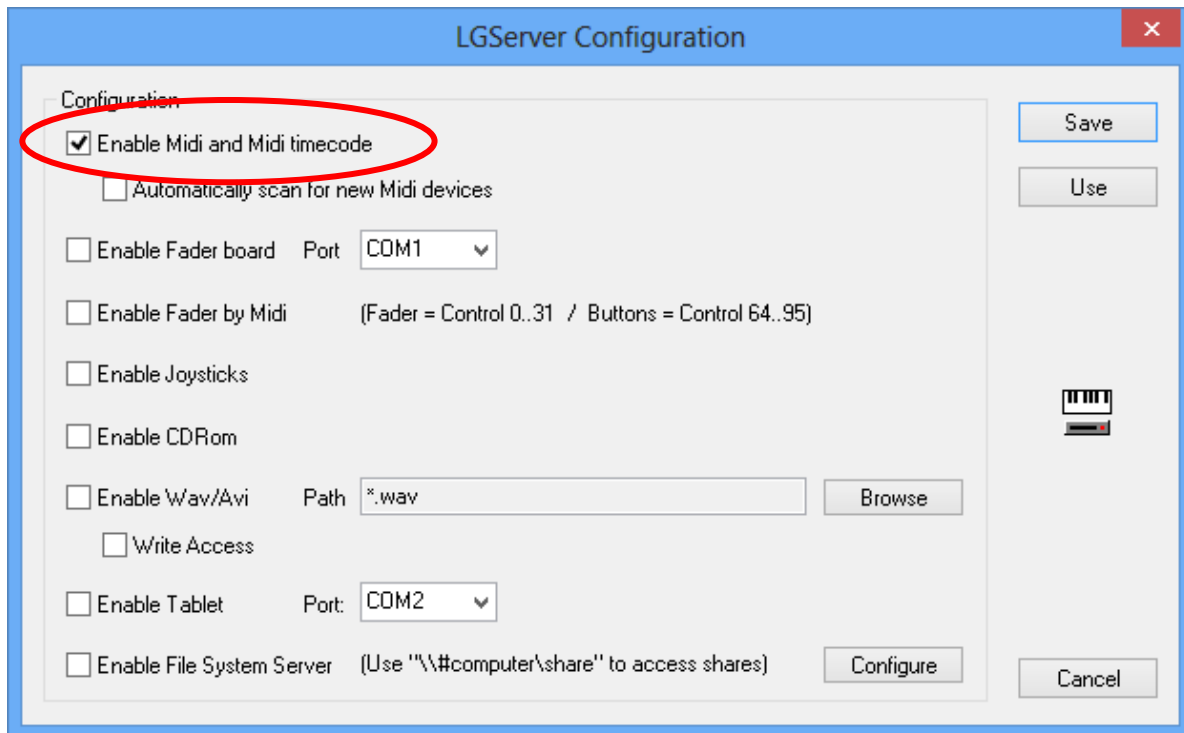 LGServer Configuration
Configuration
Save
Enable Midi and Midi timecode
Use
Automatically scan for new Midi devices
Enable Fader board Port COM1
Enable Fader by Midi (Fader = Control 0..31 / Buttons = Control 64..95)
Enable Joysticks
Enable CDRom
Enable Wav/Avi Path *.wav Browse
Write Access
Enable Tablet Port: COM2
Enable File System Server (Use "\\#computer\share" to access shares) Configure
Cancel